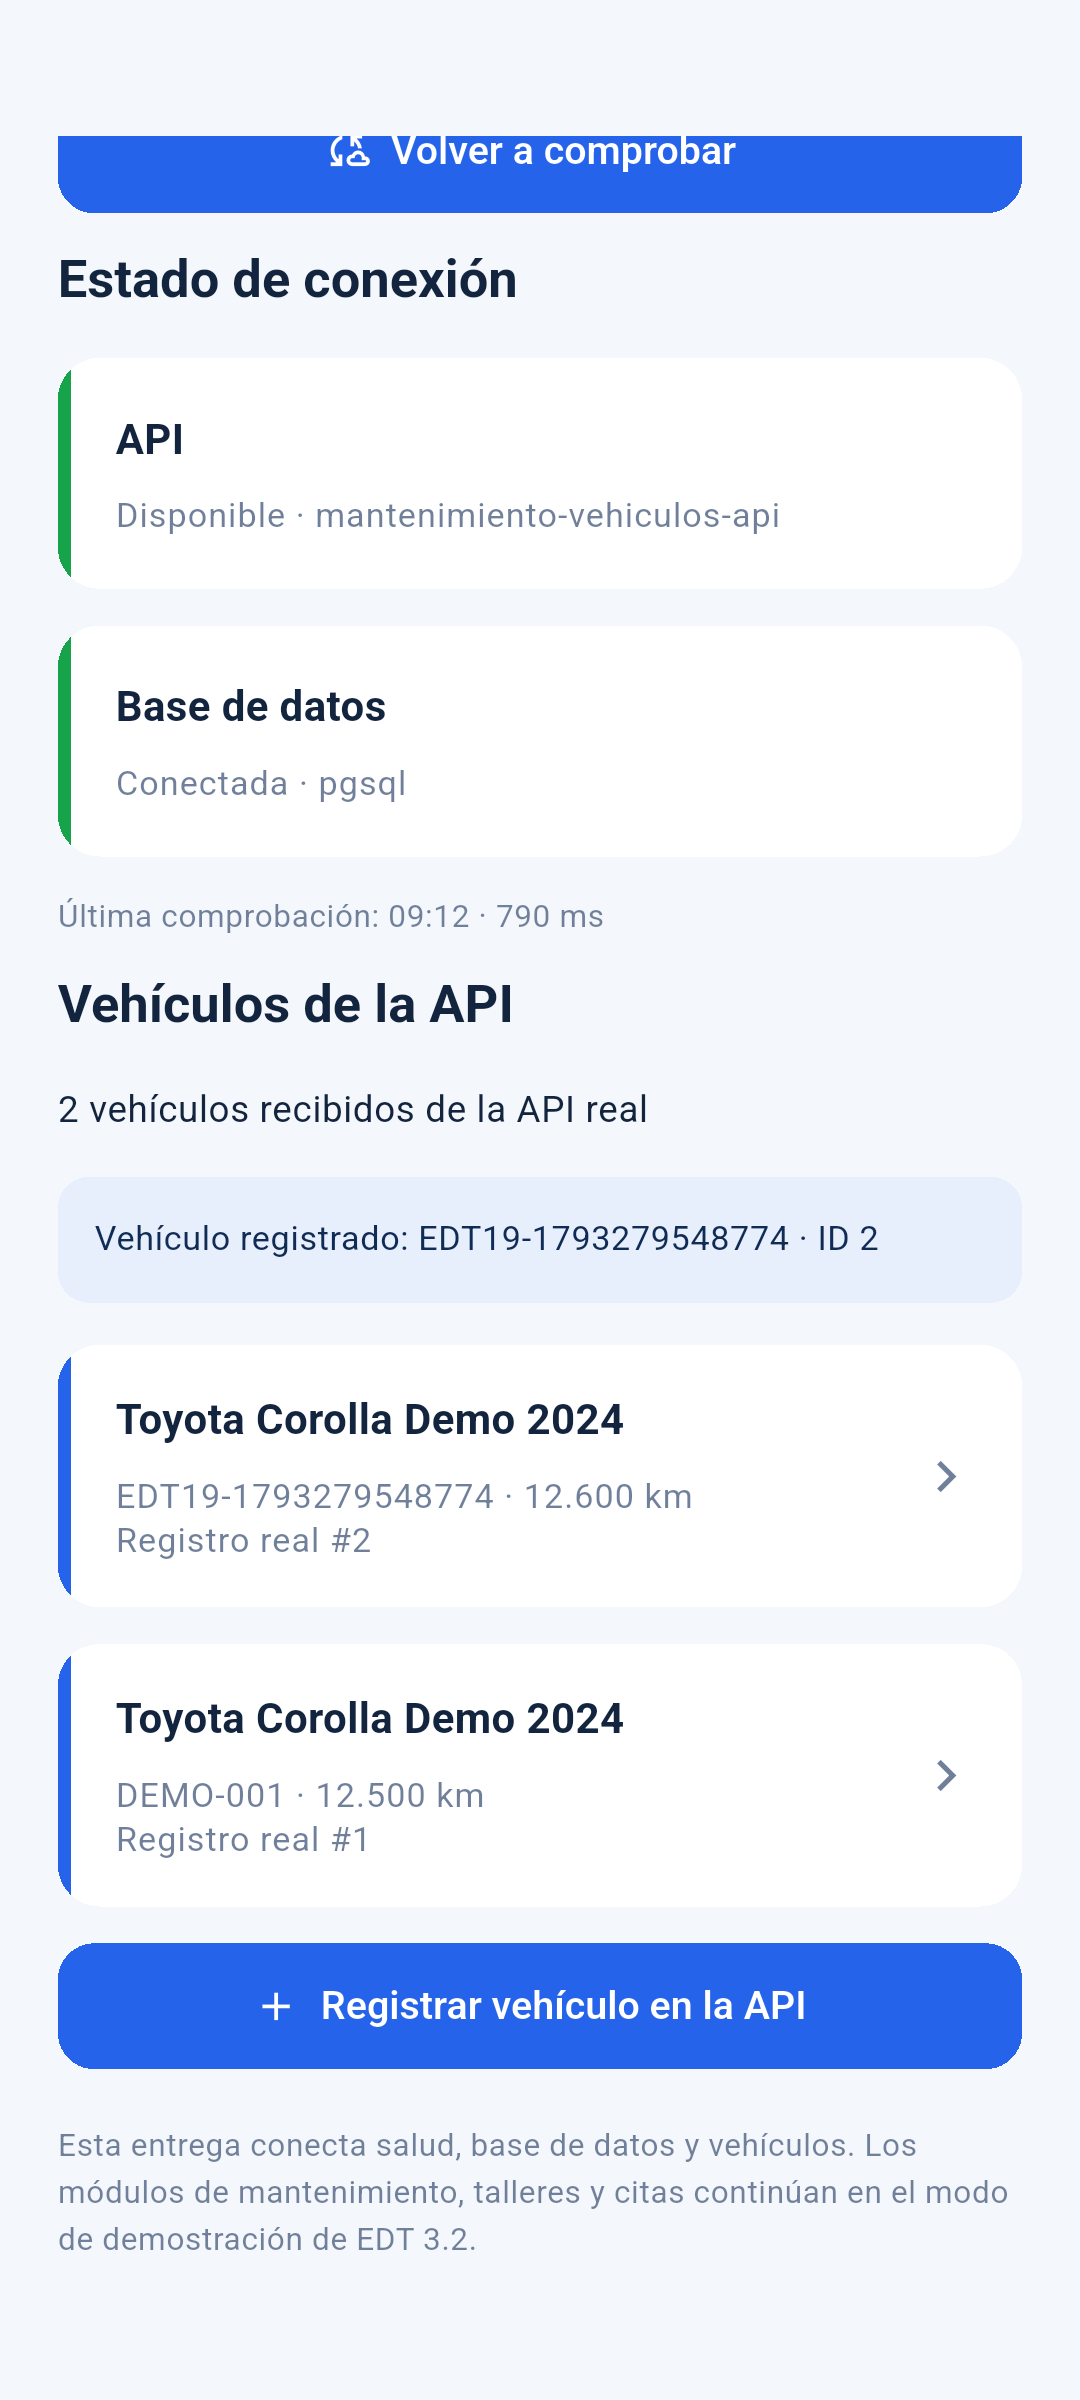 Volver a comprobar
Estado de conexión
API
Disponible · mantenimiento-vehiculos-api
Base de datos
Conectada · pgsql
Última comprobación: 09:12 · 790 ms
Vehículos de la API
2 vehículos recibidos de la API real
Vehículo registrado: EDT19-1793279548774 · ID 2
Toyota Corolla Demo 2024
EDT19-1793279548774 · 12.600 km
Registro real #2
Toyota Corolla Demo 2024
DEMO-001 · 12.500 km
Registro real #1
Registrar vehículo en la API
Esta entrega conecta salud, base de datos y vehículos. Los
módulos de mantenimiento, talleres y citas continúan en el modo
de demostración de EDT 3.2.